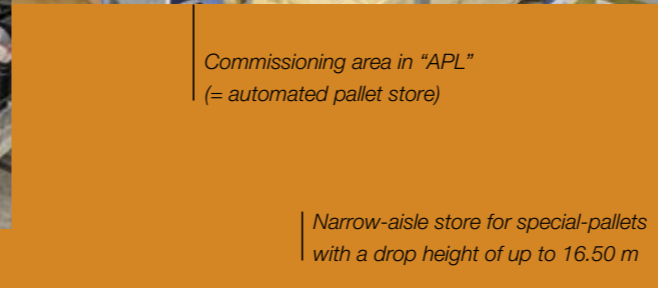 Commissioning area in “APL”
(= automated pallet store)
Narrow-aisle store for special-pallets
with a drop height of up to 16.50 m